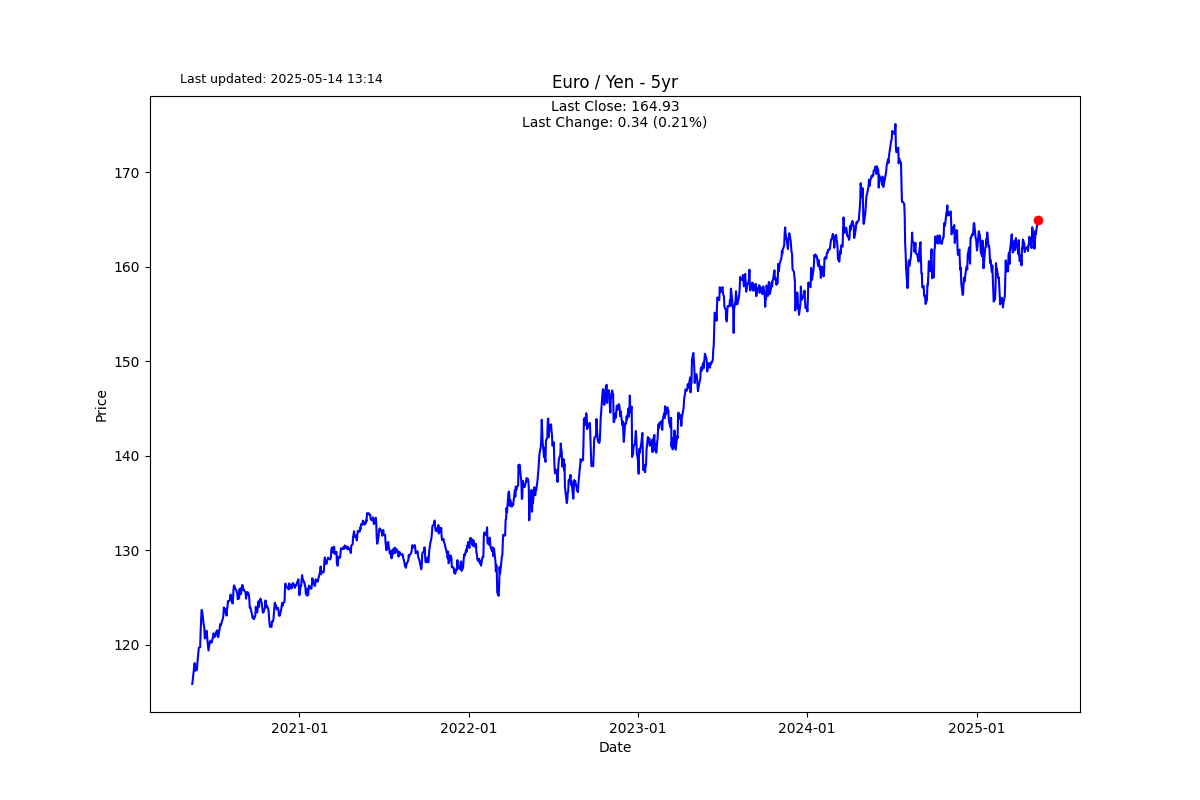 Last updated: 2025-05-14 13:14
Euro / Yen - 5yr
Last Close: 164.93
Last Change: 0.34 (0.21%)
170
160
150
140
130
120
Price
2021-01
2022-01
2023-01
2024-01
2025-01
Date